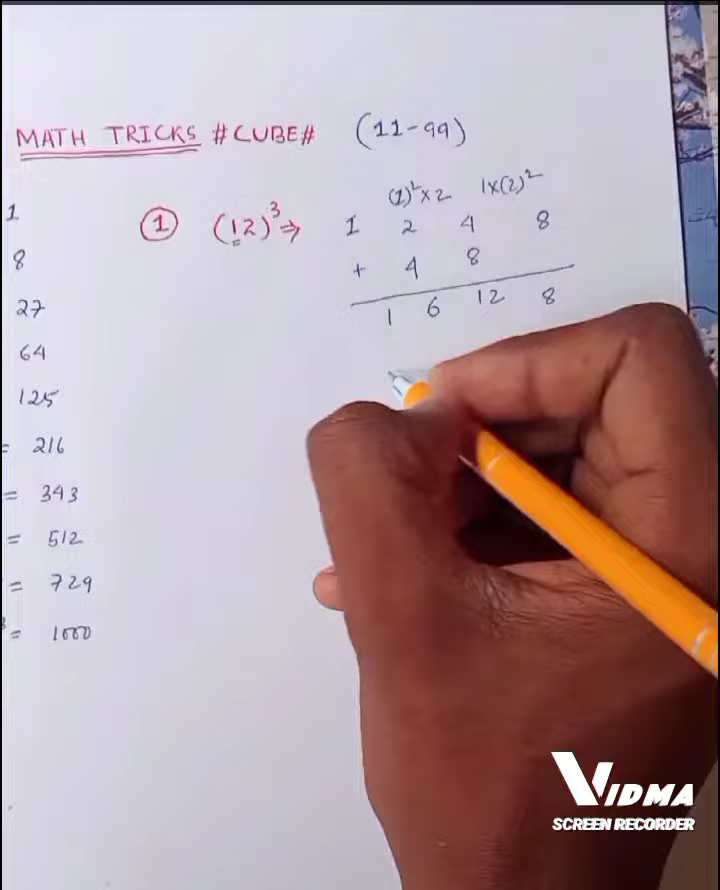 MATH TRICKS #CUBE# (11-99)
(1)²×2 1×(2)²
① (12)³⇒ 1 2 4 8
+ 4 8
1 6 12 8
1
8
27
64
125
= 216
= 343
= 512
= 729
³ = 1000
VIDMA
SCREEN RECORDER